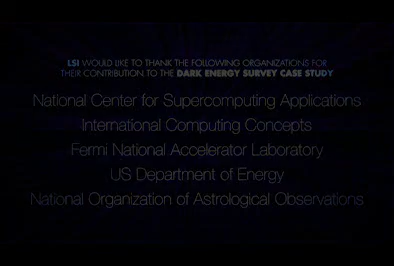 LSI WOULD LIKE TO THANK THE FOLLOWING ORGANIZATIONS FOR
THEIR CONTRIBUTION TO THE DARK ENERGY SURVEY CASE STUDY
National Center for Supercomputing Applications
International Computing Concepts
Fermi National Accelerator Laboratory
US Department of Energy
National Organization of Astrological Observations